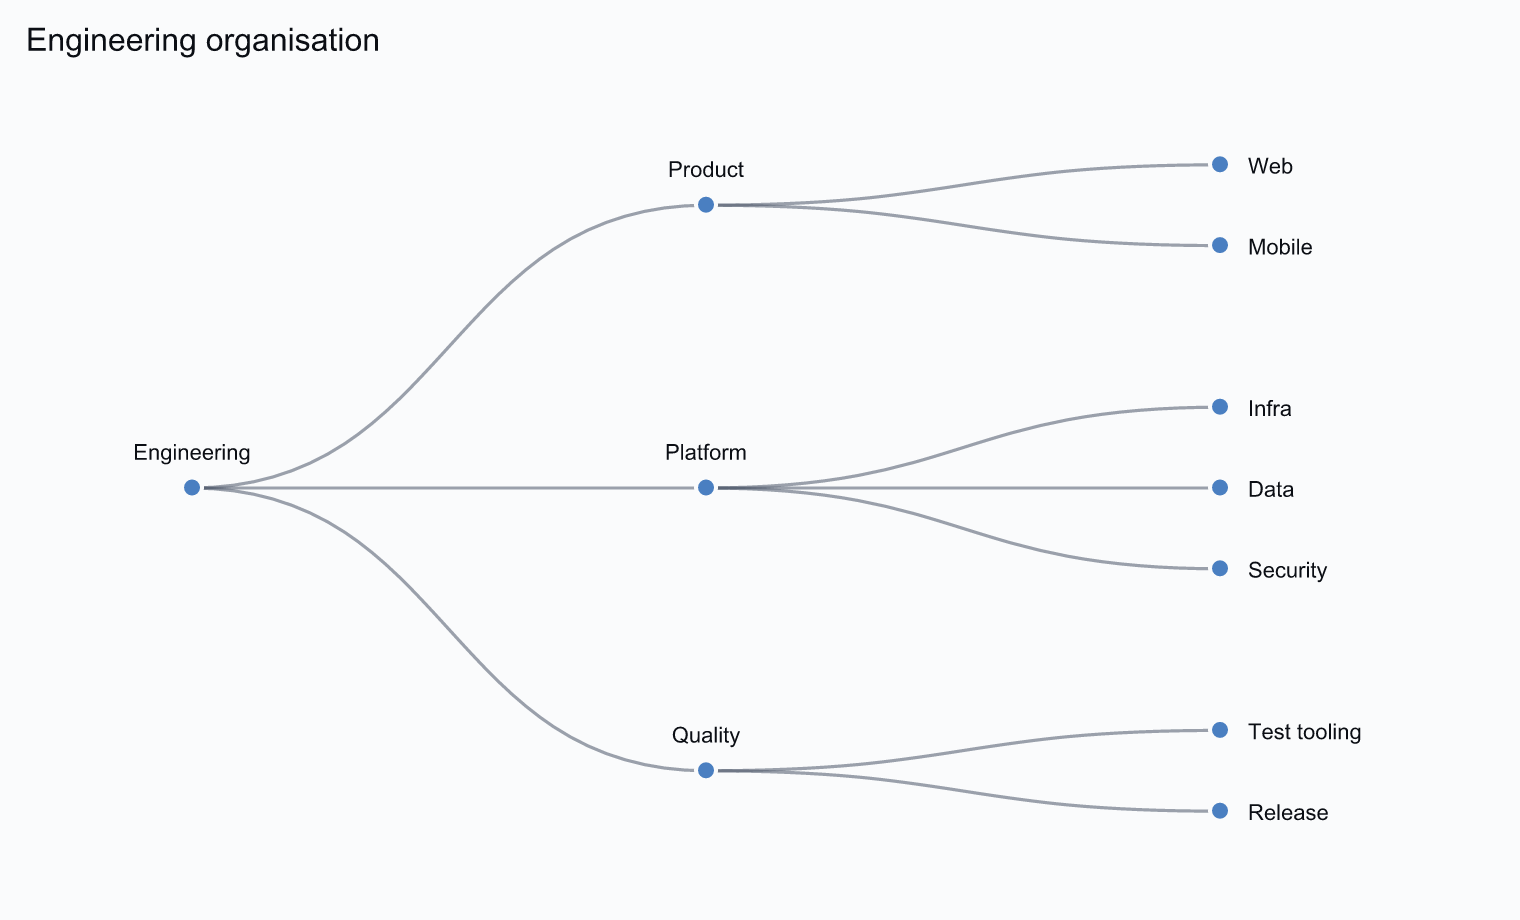 Engineering organisation
Engineering
Product
Web
Mobile
Platform
Infra
Data
Security
Quality
Test tooling
Release